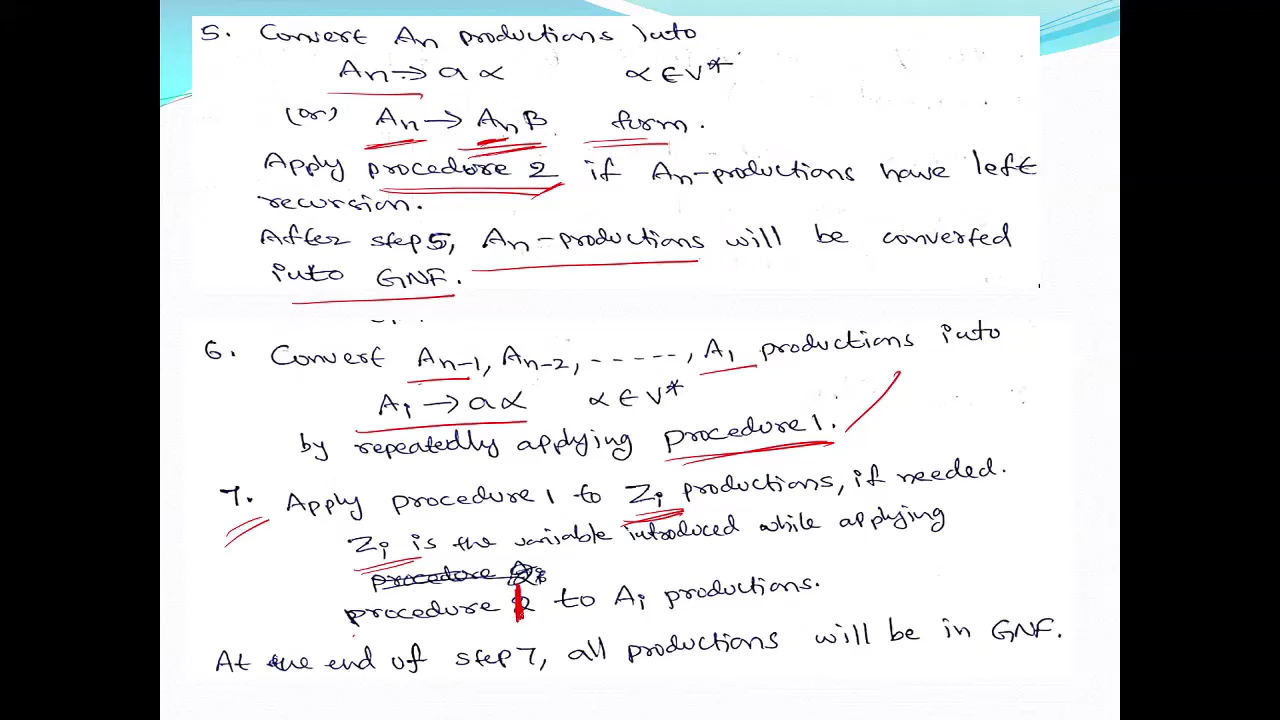 5. Convert An productions into
An → a α α ∈ V*
(or) An → An β form.
Apply procedure 2 if An-productions have left
recursion.
After step 5, An-productions will be converted
into GNF.
6. Convert An-1, An-2, ------, A1 productions into
Ai → a α α ∈ V*
by repeatedly applying procedure 1.
7. Apply procedure 1 to Zi productions, if needed.
Zi is the variable introduced while applying
procedure
procedure 2 to Ai productions.
At the end of step 7, all productions will be in GNF.